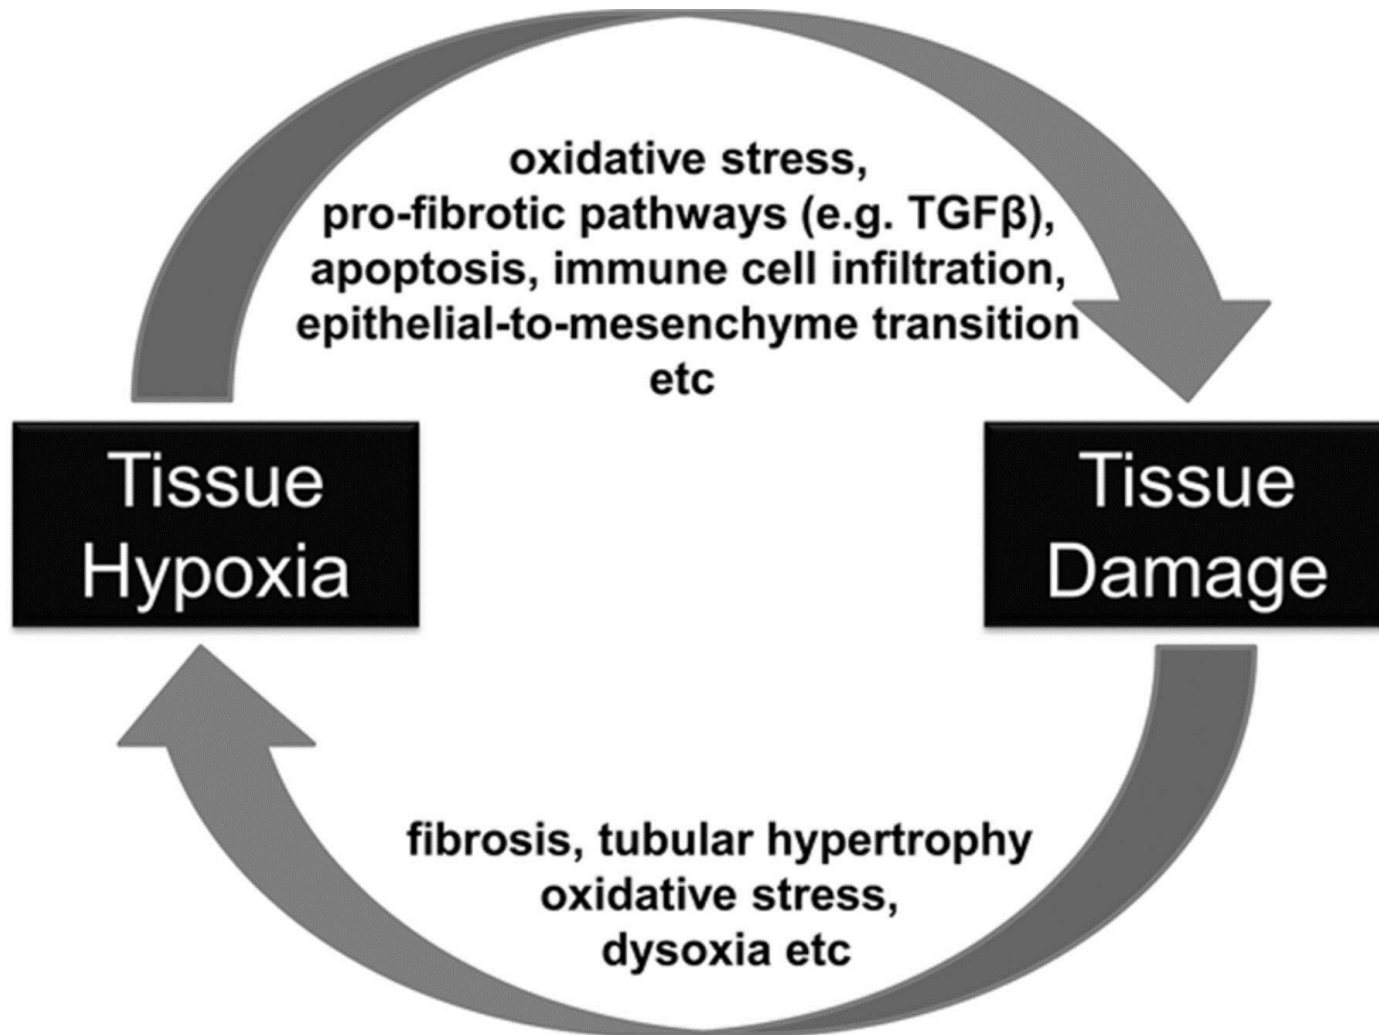 oxidative stress,
pro-fibrotic pathways (e.g. TGFβ),
apoptosis, immune cell infiltration,
epithelial-to-mesenchyme transition
etc
Tissue
Hypoxia
Tissue
Damage
fibrosis, tubular hypertrophy
oxidative stress,
dysoxia etc